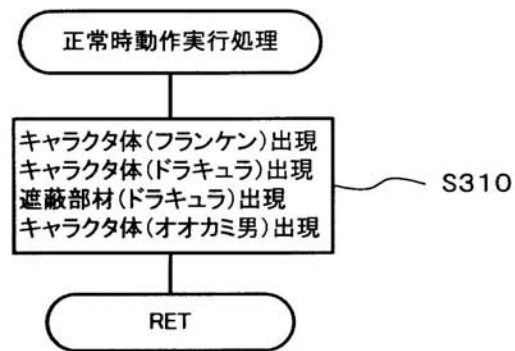 正常時動作実行処理
キャラクタ体(フランケン)出現
キャラクタ体(ドラキュラ)出現
遮蔽部材(ドラキュラ)出現
キャラクタ体(オオカミ男)出現
S310
RET